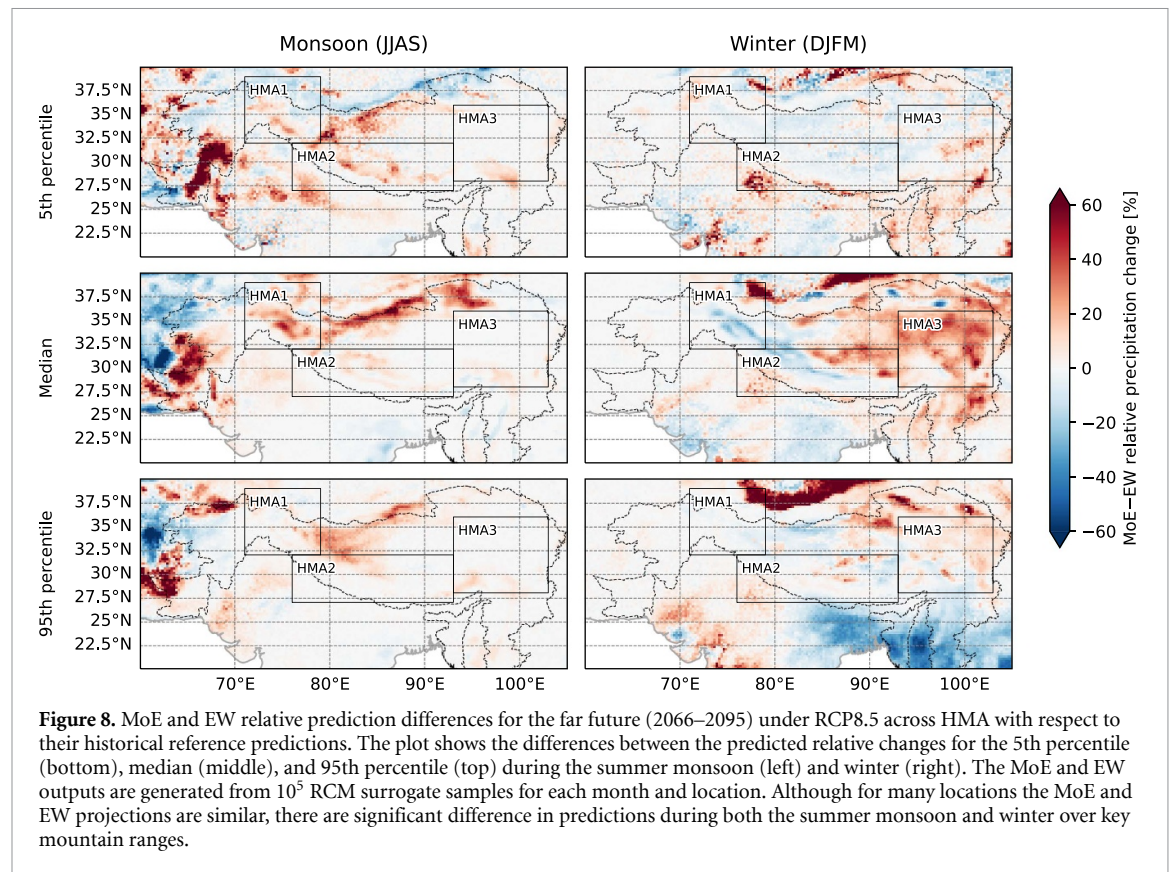 Monsoon (JJAS)
Winter (DJFM)
5th percentile
37.5°N
35°N
32.5°N
30°N
27.5°N
25°N
22.5°N
HMA1
HMA2
HMA3
HMA1
HMA2
HMA3
Median
37.5°N
35°N
32.5°N
30°N
27.5°N
25°N
22.5°N
HMA1
HMA2
HMA3
HMA1
HMA2
HMA3
95th percentile
37.5°N
35°N
32.5°N
30°N
27.5°N
25°N
22.5°N
HMA1
HMA2
HMA3
HMA1
HMA2
HMA3
70°E 80°E 90°E 100°E
70°E 80°E 90°E 100°E
60
40
20
0
−20
−40
−60
MoE−EW relative precipitation change [%]
Figure 8. MoE and EW relative prediction differences for the far future (2066–2095) under RCP8.5 across HMA with respect to
their historical reference predictions. The plot shows the differences between the predicted relative changes for the 5th percentile
(bottom), median (middle), and 95th percentile (top) during the summer monsoon (left) and winter (right). The MoE and EW
outputs are generated from 10⁵ RCM surrogate samples for each month and location. Although for many locations the MoE and
EW projections are similar, there are significant difference in predictions during both the summer monsoon and winter over key
mountain ranges.